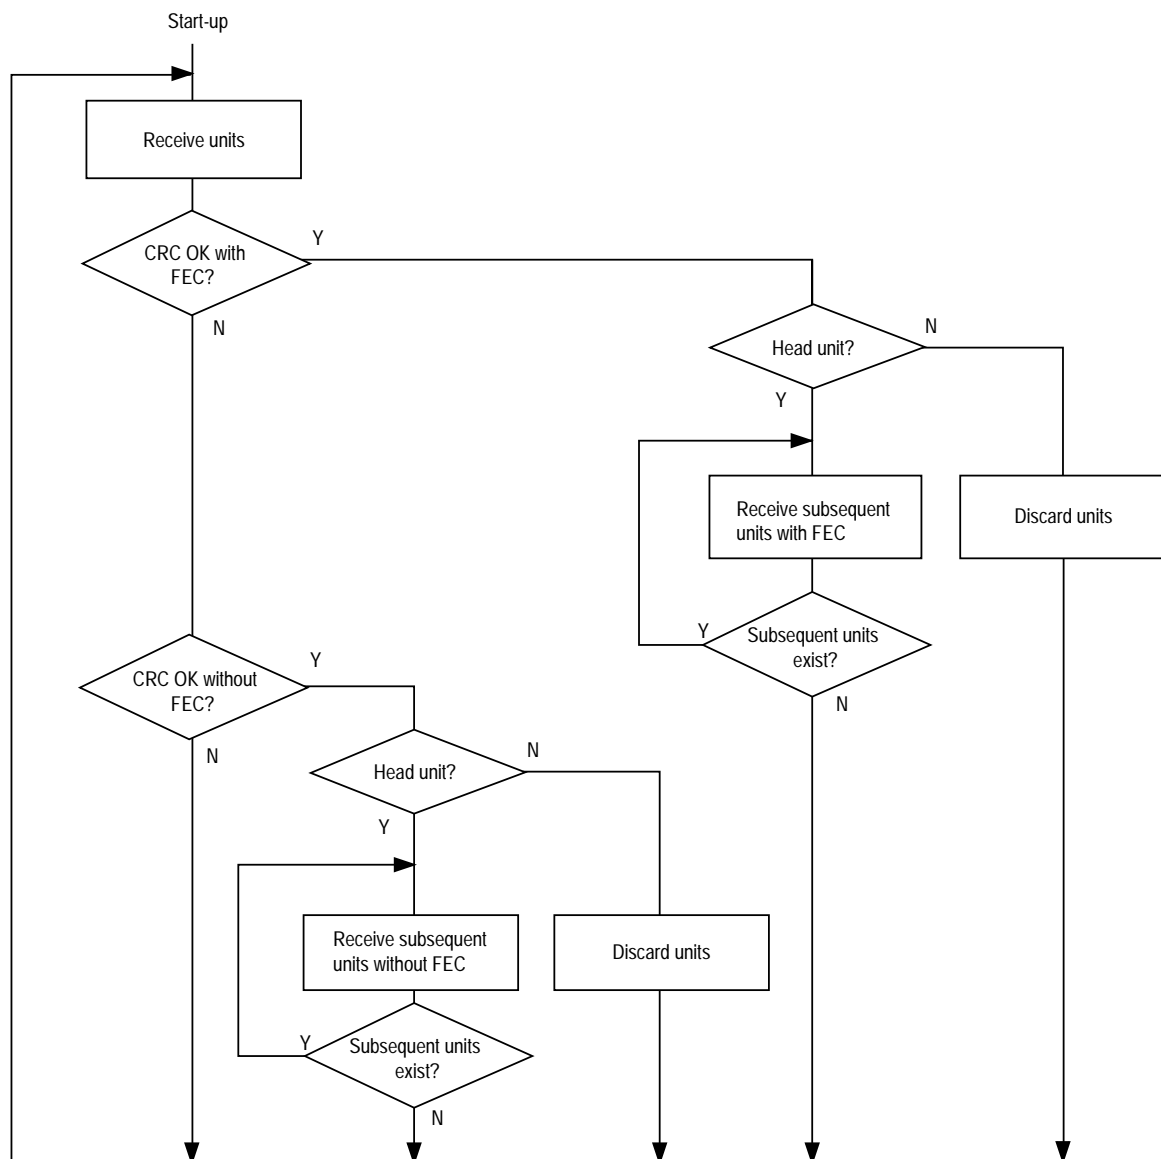 Start-up
Receive units
CRC OK with
FEC?
Y
N
Head unit?
N
Y
Receive subsequent
units with FEC
Discard units
Subsequent units
exist?
Y
N
CRC OK without
FEC?
Y
N
Head unit?
N
Y
Receive subsequent
units without FEC
Discard units
Subsequent units
exist?
Y
N